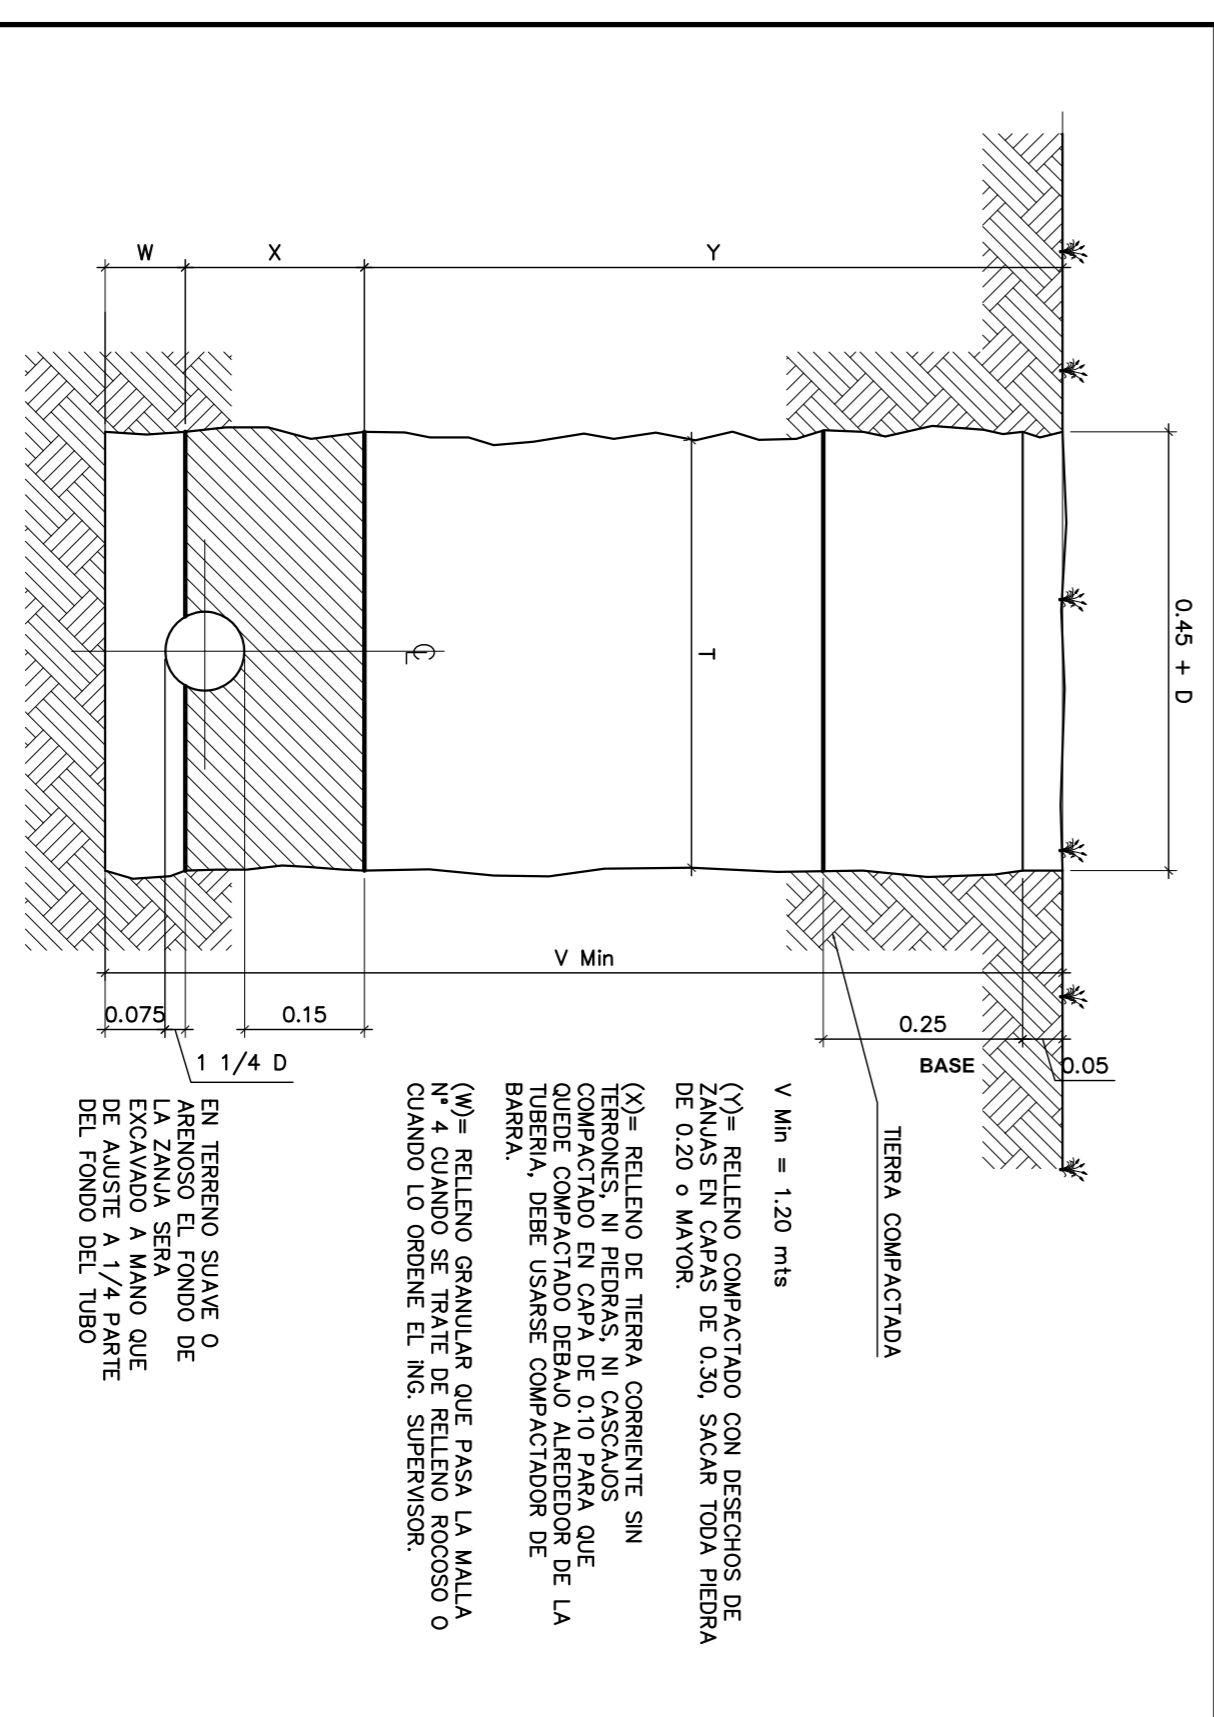 0.45 + D
W
X
Y
T
C
L
V Min
0.075
0.15
0.25
0.05
1 1/4 D
BASE
TIERRA COMPACTADA
V Min = 1.20 mts
(Y)= RELLENO COMPACTADO CON DESECHOS DE
ZANJAS EN CAPAS DE 0.30, SACAR TODA PIEDRA
DE 0.20 o MAYOR.
(X)= RELLENO DE TIERRA CORRIENTE SIN
TERRONES, NI PIEDRAS, NI CASCAJOS
COMPACTADO EN CAPA DE 0.10 PARA QUE
QUEDE COMPACTADO DEBAJO ALREDEDOR DE LA
TUBERIA, DEBE USARSE COMPACTADOR DE
BARRA.
(W)= RELLENO GRANULAR QUE PASA LA MALLA
N° 4 CUANDO SE TRATE DE RELLENO ROCOSO O
CUANDO LO ORDENE EL iNG. SUPERVISOR.
EN TERRENO SUAVE O
ARENOSO EL FONDO DE
LA ZANJA SERA
EXCAVADO A MANO QUE
DE AJUSTE A 1/4 PARTE
DEL FONDO DEL TUBO